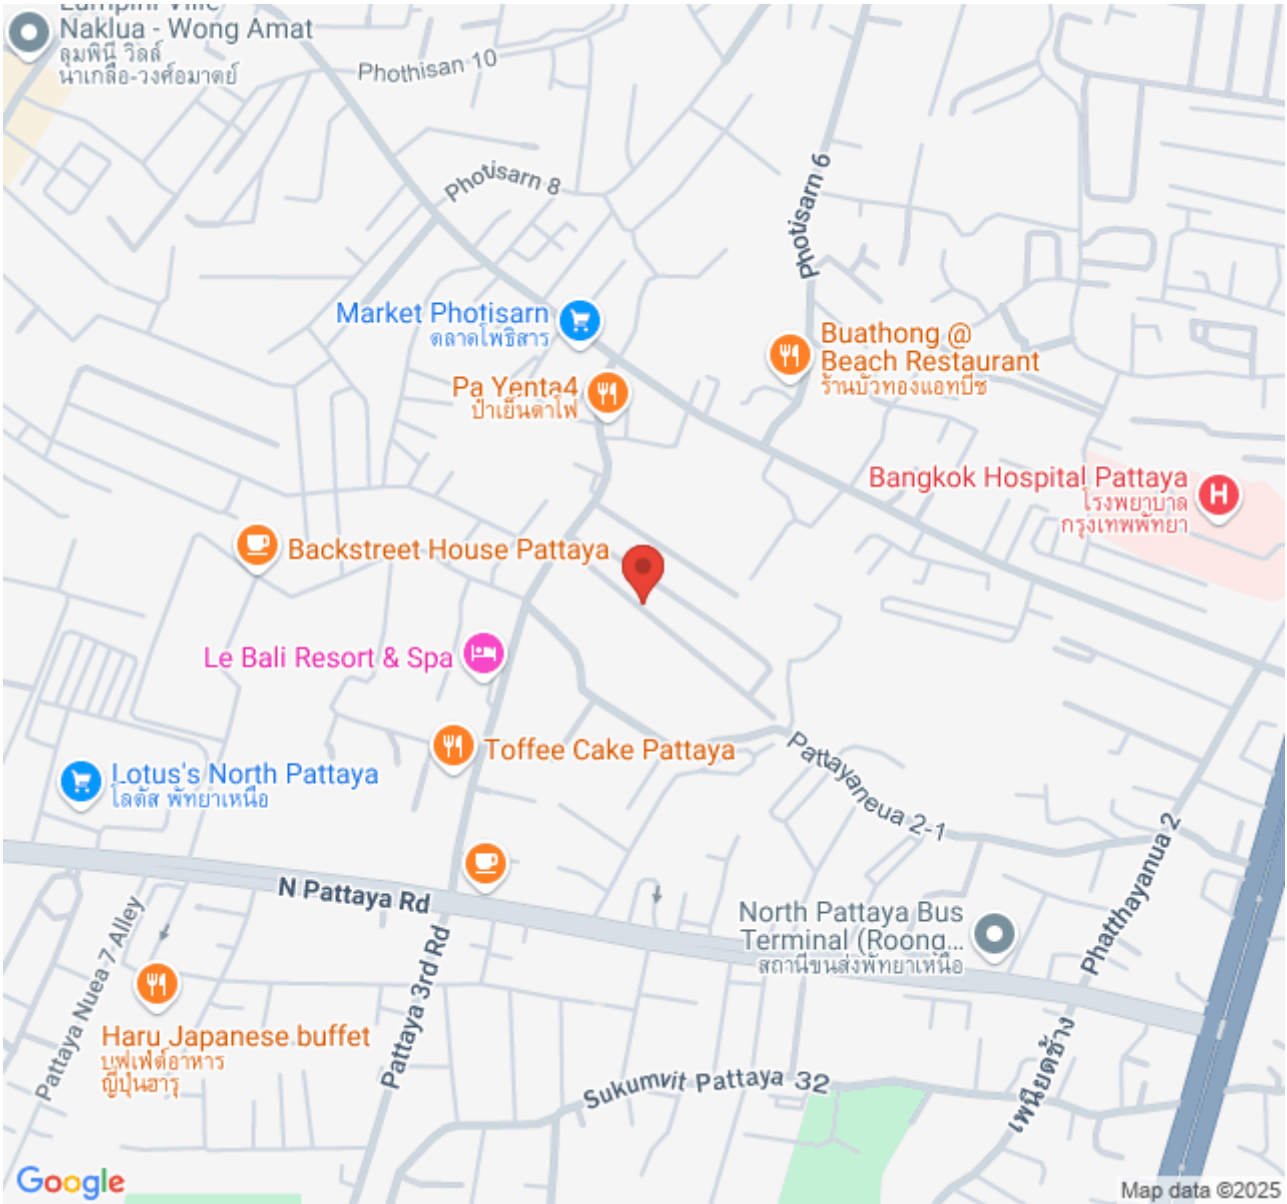 Naklua - Wong Amat
ลุมพินี วิลล์
นาเกลือ-วงศ์อมาตย์
Phothisan 10
Photisarn 8
Photisarn 6
Market Photisarn
ตลาดโพธิสาร
Buathong @
Beach Restaurant
ร้านบัวทองแอทบีช
Pa Yenta4
ป้าเย็นตาโฟ
Bangkok Hospital Pattaya
โรงพยาบาล
กรุงเทพพัทยา
Backstreet House Pattaya
Le Bali Resort & Spa
Toffee Cake Pattaya
Pattayaneua 2-1
Lotus's North Pattaya
โลตัส พัทยาเหนือ
Phatthayanua 2
N Pattaya Rd
North Pattaya Bus
Terminal (Roong...
สถานีขนส่งพัทยาเหนือ
Pattaya Nuea 7 Alley
Pattaya 3rd Rd
Haru Japanese buffet
บุฟเฟ่ต์อาหาร
ญี่ปุ่นฮารุ
เพนียดช้าง
Sukumvit Pattaya 32
Google
Map data ©2025